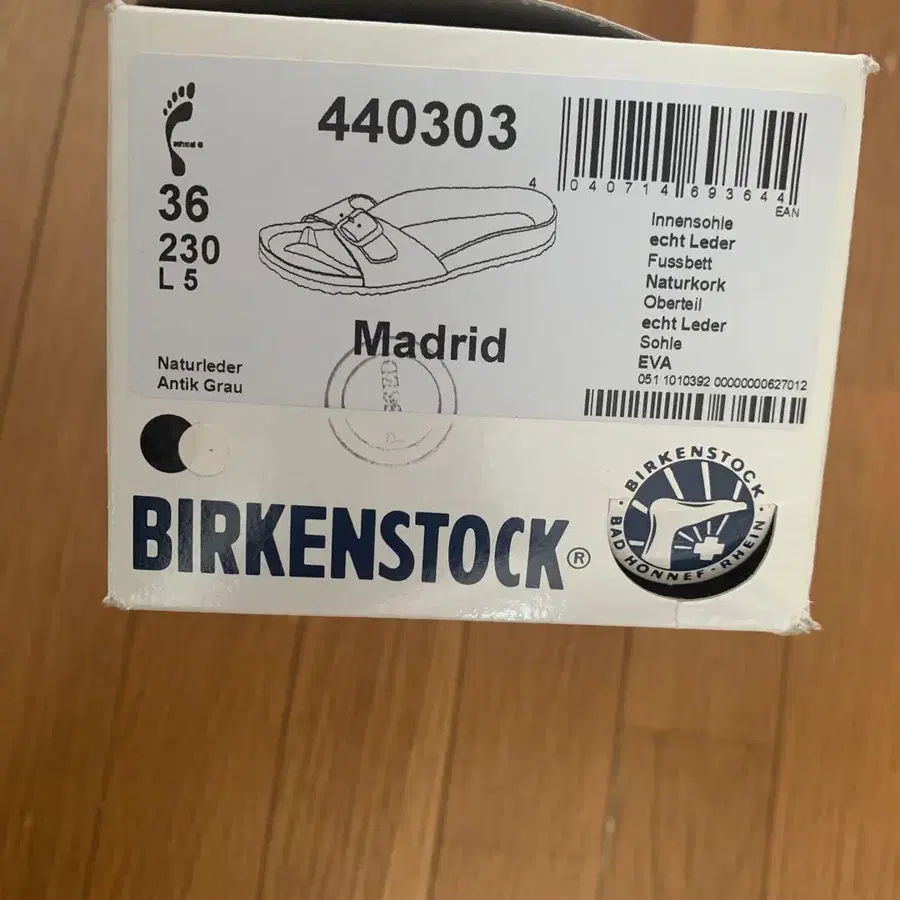 440303
4 040714 693644
EAN
36
230
L 5
Innensohle
echt Leder
Fussbett
Naturkork
Oberteil
echt Leder
Sohle
EVA
Madrid
Naturleder
Antik Grau
051 1010392 00000000627012
BIRKENSTOCK®
BIRKENSTOCK
· BAD HONNEF - RHEIN ·